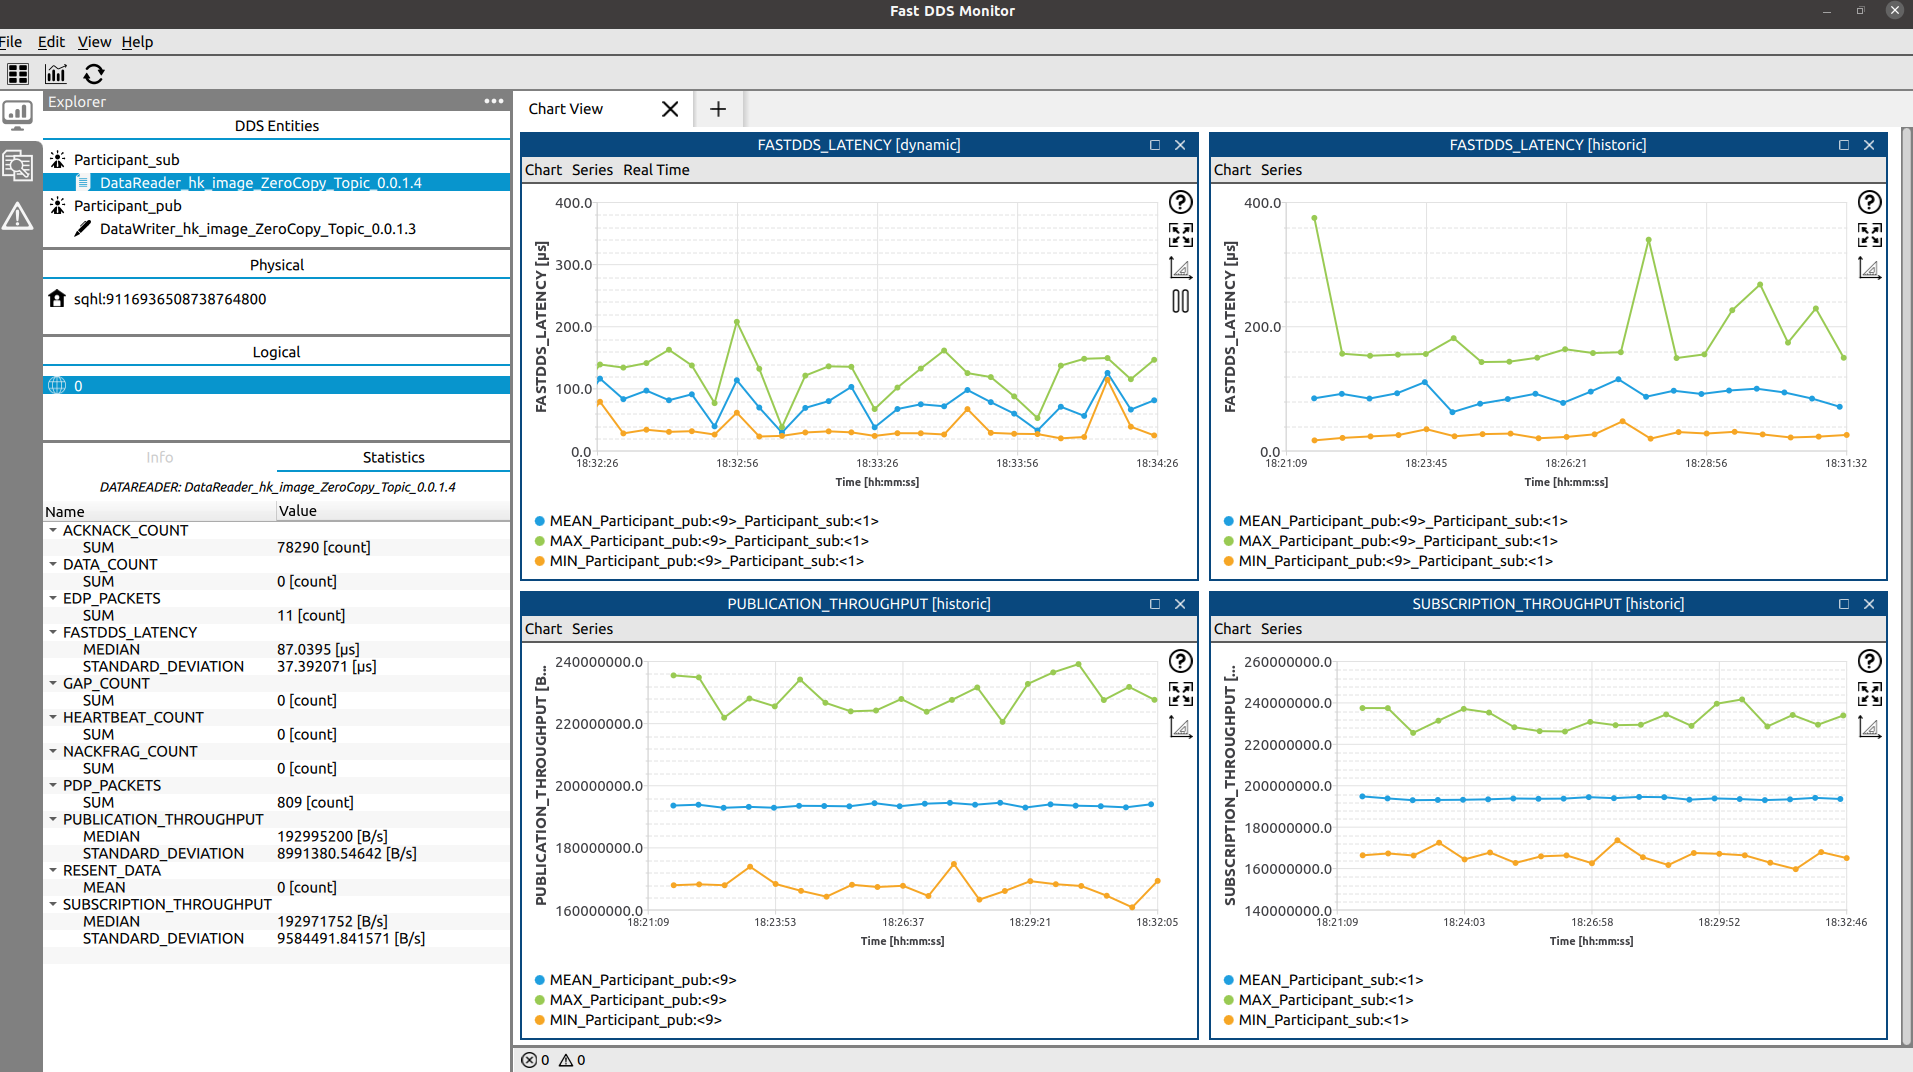 Fast DDS Monitor
File Edit View Help
Explorer •••
DDS Entities
Participant_sub
DataReader_hk_image_ZeroCopy_Topic_0.0.1.4
Participant_pub
DataWriter_hk_image_ZeroCopy_Topic_0.0.1.3
Physical
sqhl:9116936508738764800
Logical
0
Info Statistics
DATAREADER: DataReader_hk_image_ZeroCopy_Topic_0.0.1.4
Name Value
ACKNACK_COUNT
SUM 78290 [count]
DATA_COUNT
SUM 0 [count]
EDP_PACKETS
SUM 11 [count]
FASTDDS_LATENCY
MEDIAN 87.0395 [µs]
STANDARD_DEVIATION 37.392071 [µs]
GAP_COUNT
SUM 0 [count]
HEARTBEAT_COUNT
SUM 0 [count]
NACKFRAG_COUNT
SUM 0 [count]
PDP_PACKETS
SUM 809 [count]
PUBLICATION_THROUGHPUT
MEDIAN 192995200 [B/s]
STANDARD_DEVIATION 8991380.54642 [B/s]
RESENT_DATA
MEAN 0 [count]
SUBSCRIPTION_THROUGHPUT
MEDIAN 192971752 [B/s]
STANDARD_DEVIATION 9584491.841571 [B/s]
Chart View
FASTDDS_LATENCY [dynamic]
Chart Series Real Time
FASTDDS_LATENCY [µs]
400.0
300.0
200.0
100.0
0.0
18:32:26 18:32:56 18:33:26 18:33:56 18:34:26
Time [hh:mm:ss]
MEAN_Participant_pub:<9>_Participant_sub:<1>
MAX_Participant_pub:<9>_Participant_sub:<1>
MIN_Participant_pub:<9>_Participant_sub:<1>
FASTDDS_LATENCY [historic]
Chart Series
FASTDDS_LATENCY [µs]
400.0
200.0
0.0
18:21:09 18:23:45 18:26:21 18:28:56 18:31:32
Time [hh:mm:ss]
MEAN_Participant_pub:<9>_Participant_sub:<1>
MAX_Participant_pub:<9>_Participant_sub:<1>
MIN_Participant_pub:<9>_Participant_sub:<1>
PUBLICATION_THROUGHPUT [historic]
Chart Series
PUBLICATION_THROUGHPUT [B...
240000000.0
220000000.0
200000000.0
180000000.0
160000000.0
18:21:09 18:23:53 18:26:37 18:29:21 18:32:05
Time [hh:mm:ss]
MEAN_Participant_pub:<9>
MAX_Participant_pub:<9>
MIN_Participant_pub:<9>
SUBSCRIPTION_THROUGHPUT [historic]
Chart Series
SUBSCRIPTION_THROUGHPUT [...
260000000.0
240000000.0
220000000.0
200000000.0
180000000.0
160000000.0
140000000.0
18:21:09 18:24:03 18:26:58 18:29:52 18:32:46
Time [hh:mm:ss]
MEAN_Participant_sub:<1>
MAX_Participant_sub:<1>
MIN_Participant_sub:<1>
0 0